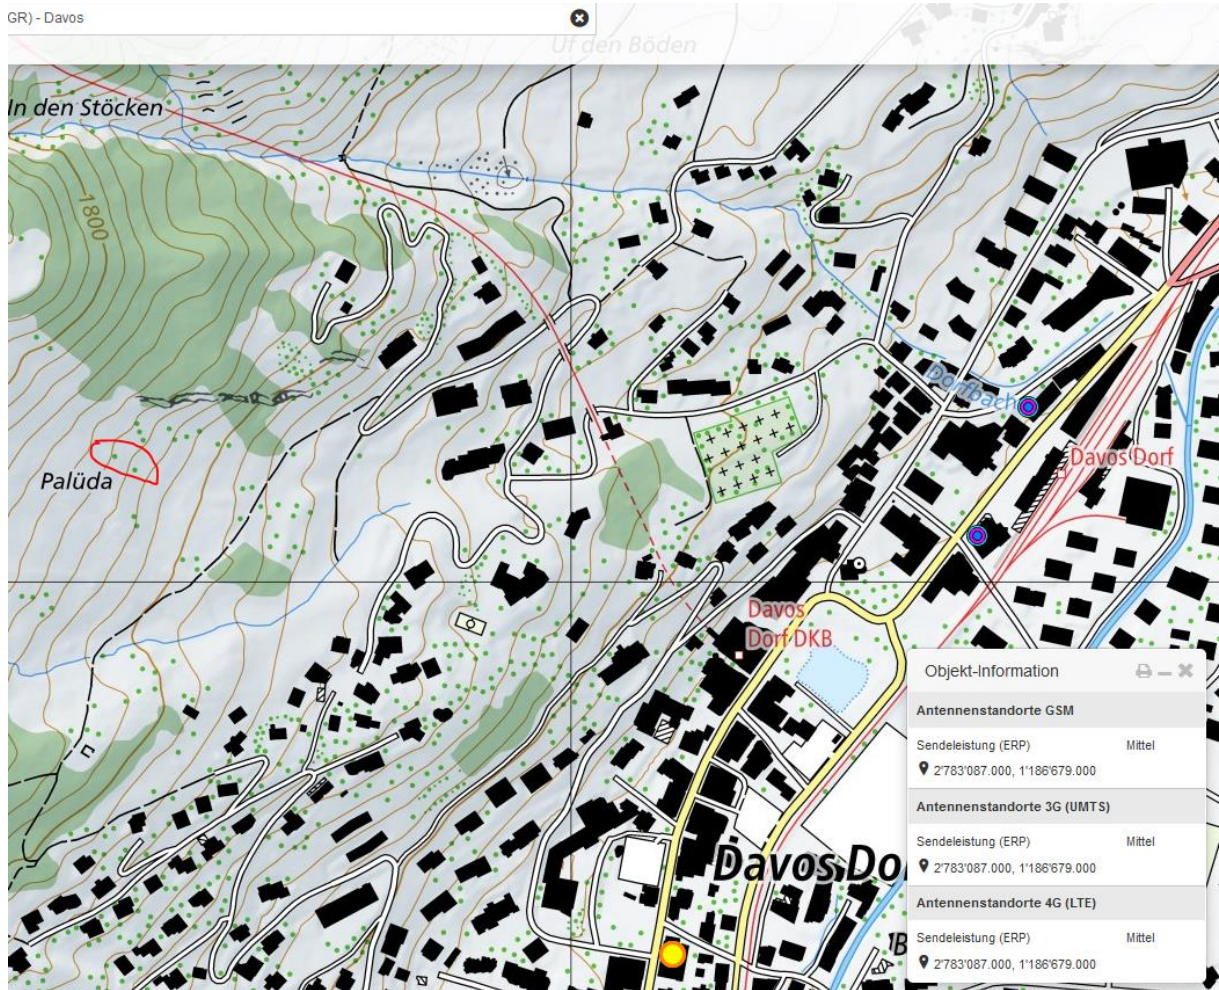 GR) - Davos
Uf den Böden
In den Stöcken
1800
Dorfbach
Davos Dorf
Palüda
Davos
Dorf DKB
Objekt-Information
Antennenstandorte GSM
Sendeleistung (ERP) Mittel
2'783'087.000, 1'186'679.000
Antennenstandorte 3G (UMTS)
Sendeleistung (ERP) Mittel
2'783'087.000, 1'186'679.000
Davos Do
Antennenstandorte 4G (LTE)
Sendeleistung (ERP) Mittel
2'783'087.000, 1'186'679.000